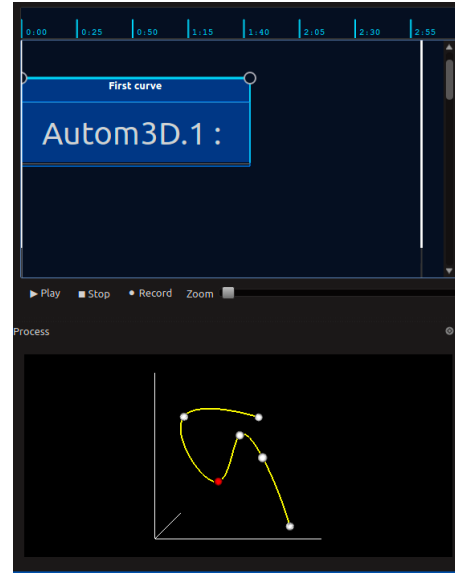 0:00 0:25 0:50 1:15 1:40 2:05 2:30 2:55
First curve
Autom3D.1 :
▶ Play ■ Stop • Record Zoom
Process